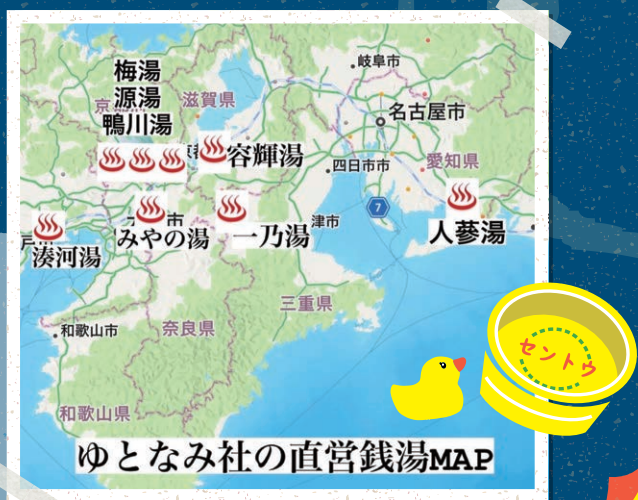 梅湯
源湯
鴨川湯
滋賀県
岐阜市
名古屋市
容輝湯
四日市市
愛知県
7
湊河湯
みやの湯
一乃湯
津市
人蔘湯
三重県
和歌山市
奈良県
和歌山県
セントウ
ゆとなみ社の直営銭湯MAP